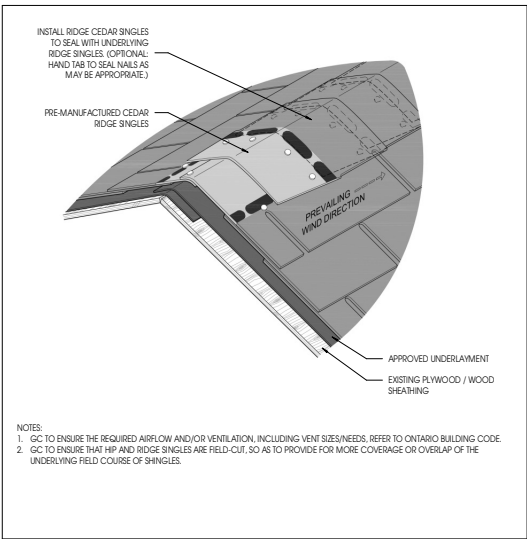 INSTALL RIDGE CEDAR SINGLES
TO SEAL WITH UNDERLYING
RIDGE SINGLES. (OPTIONAL:
HAND TAB TO SEAL NAILS AS
MAY BE APPROPRIATE.)
PRE-MANUFACTURED CEDAR
RIDGE SINGLES
PREVAILING
WIND DIRECTION
APPROVED UNDERLAYMENT
EXISTING PLYWOOD / WOOD
SHEATHING
NOTES:
1. GC TO ENSURE THE REQUIRED AIRFLOW AND/OR VENTILATION, INCLUDING VENT SIZES/NEEDS, REFER TO ONTARIO BUILDING CODE.
2. GC TO ENSURE THAT HIP AND RIDGE SINGLES ARE FIELD-CUT, SO AS TO PROVIDE FOR MORE COVERAGE OR OVERLAP OF THE
UNDERLYING FIELD COURSE OF SHINGLES.